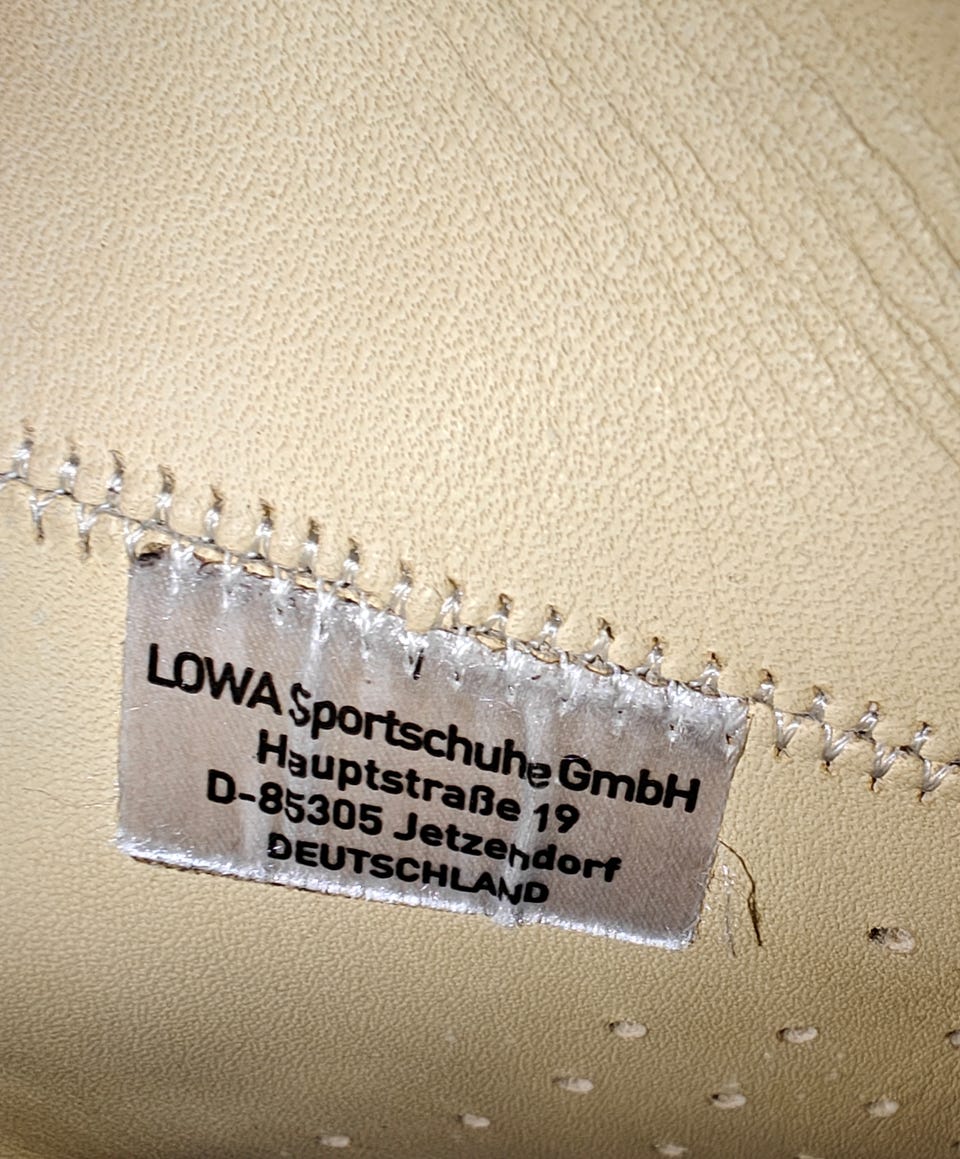 LOWA Sportschuhe GmbH
Hauptstraße 19
D-85305 Jetzendorf
DEUTSCHLAND